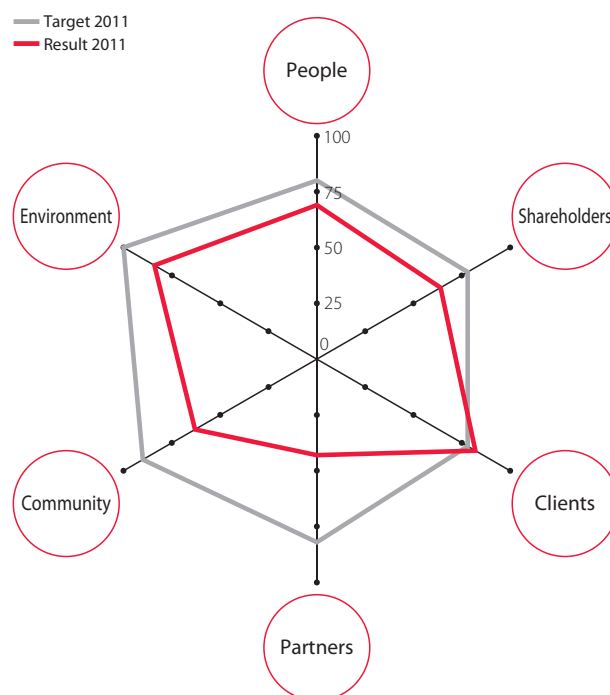 Target 2011
Result 2011
People
100
75
50
25
0
Environment
Shareholders
Community
Clients
Partners